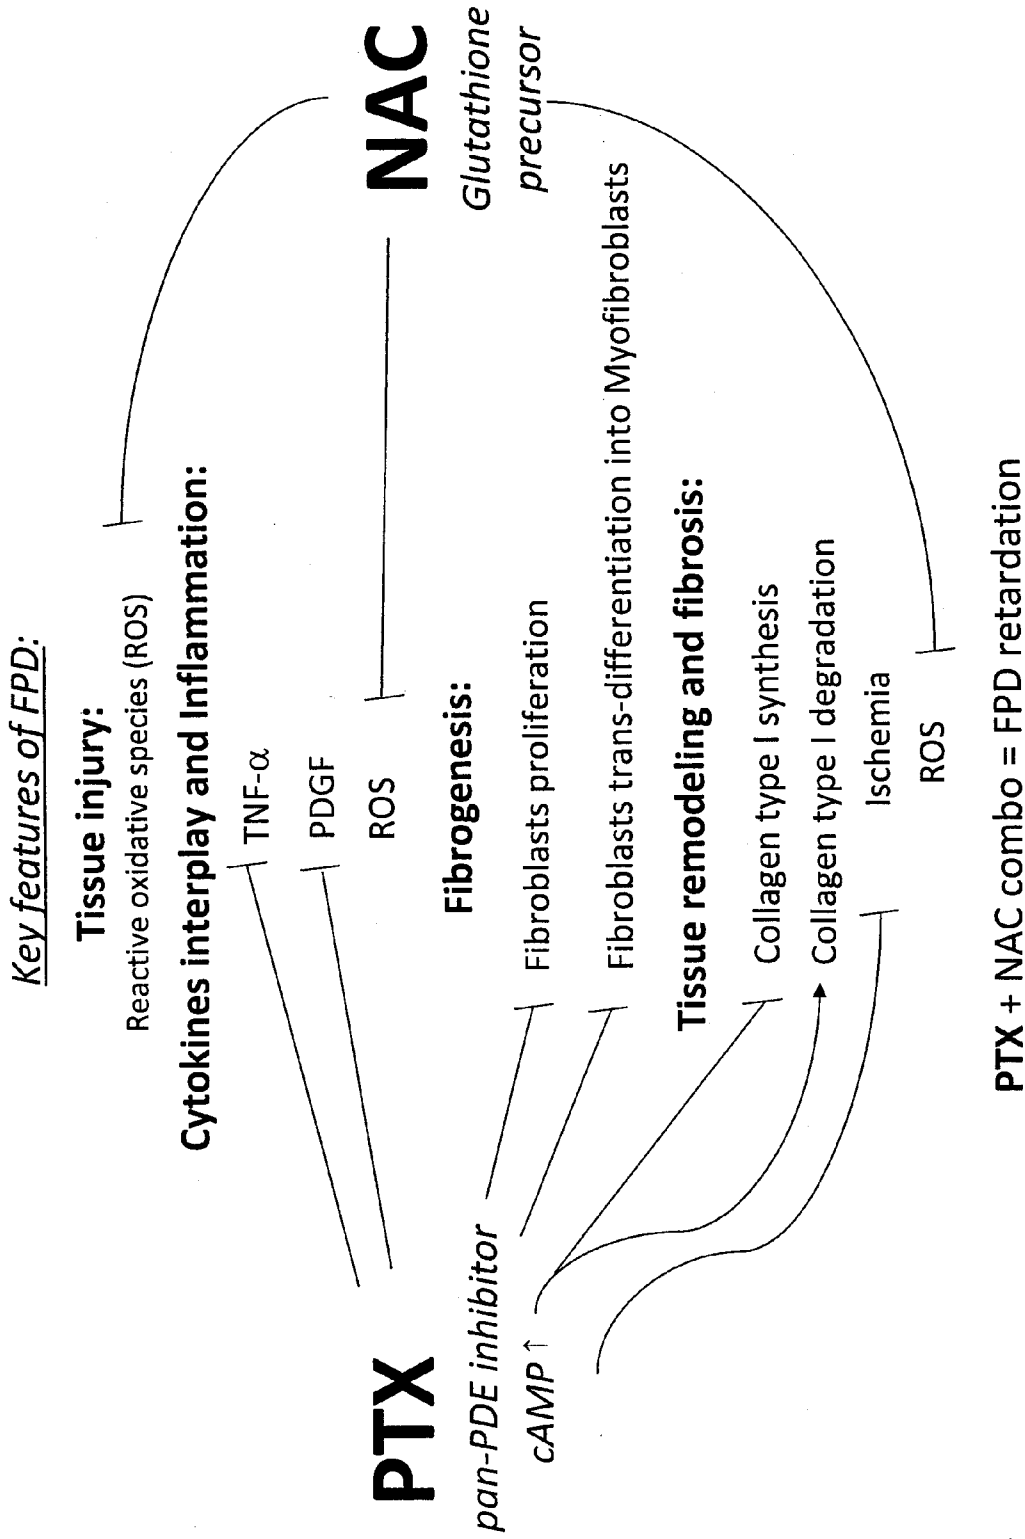 Key features of FPD:
Tissue injury:
Reactive oxidative species (ROS)
Cytokines interplay and Inflammation:
TNF-α
PDGF
ROS
PTX
pan-PDE inhibitor
cAMP ↑
NAC
Glutathione
precursor
Fibrogenesis:
Fibroblasts proliferation
Fibroblasts trans-differentiation into Myofibroblasts
Tissue remodeling and fibrosis:
Collagen type I synthesis
Collagen type I degradation
Ischemia
ROS
PTX + NAC combo = FPD retardation